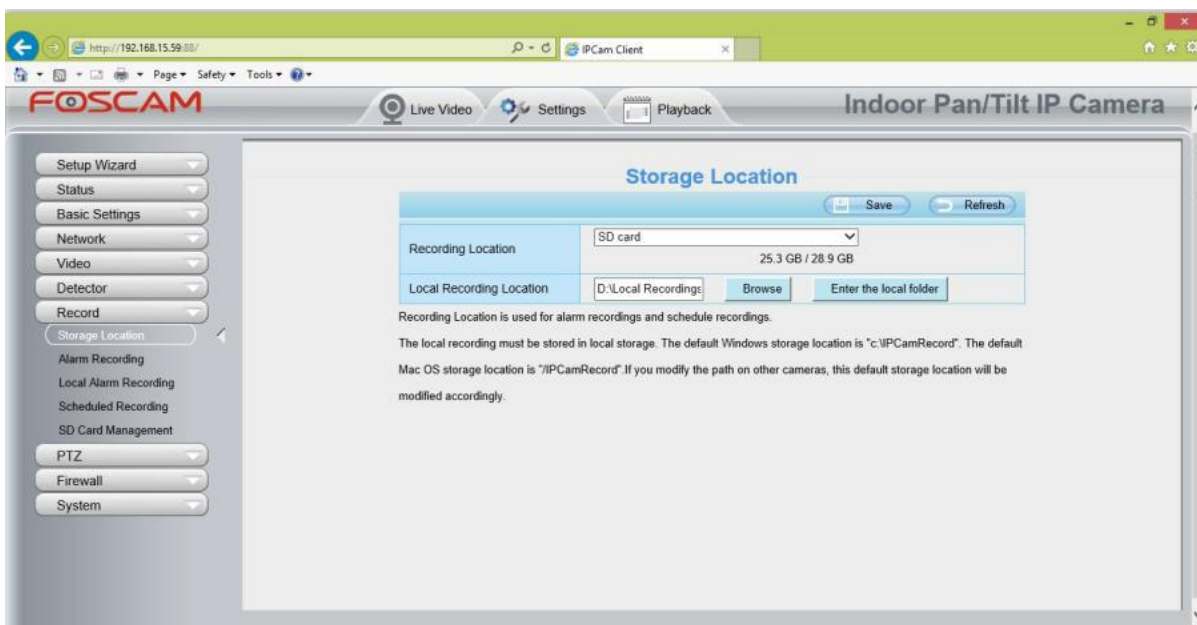 http://192.168.15.59:88/
IPCam Client
Page Safety Tools
FOSCAM
Live Video
Settings
Playback
Indoor Pan/Tilt IP Camera
Setup Wizard
Status
Basic Settings
Network
Video
Detector
Record
Storage Location
Alarm Recording
Local Alarm Recording
Scheduled Recording
SD Card Management
PTZ
Firewall
System
Storage Location
Save
Refresh
Recording Location
SD card
25.3 GB / 28.9 GB
Local Recording Location
D:\Local Recordings
Browse
Enter the local folder
Recording Location is used for alarm recordings and schedule recordings.
The local recording must be stored in local storage. The default Windows storage location is "c:\IPCamRecord". The default
Mac OS storage location is "/IPCamRecord".If you modify the path on other cameras, this default storage location will be
modified accordingly.